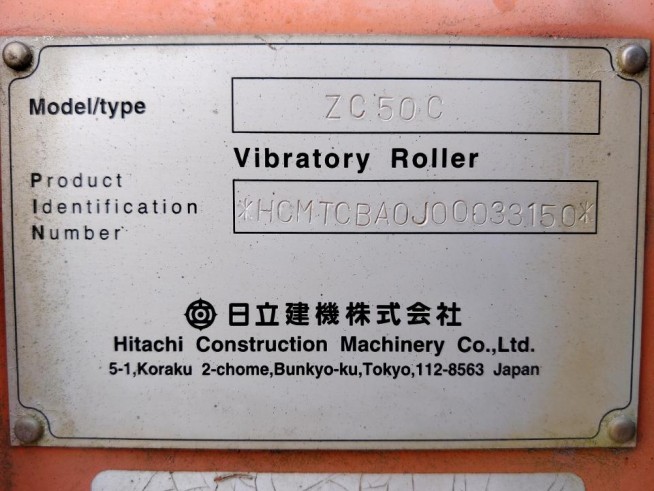 Model/type ZC50C
Vibratory Roller
Product
Identification *HCMTCBA0J00033150*
Number
日立建機株式会社
Hitachi Construction Machinery Co.,Ltd.
5-1,Koraku 2-chome,Bunkyo-ku,Tokyo,112-8563 Japan